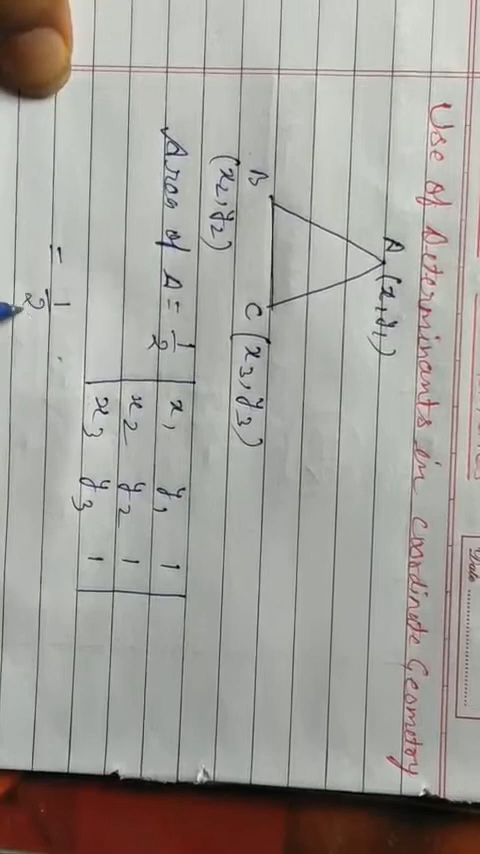 Date ..................
Use of Determinants in Coordinate Geometry
A (x₁, y₁)
B
C (x₃, y₃)
(x₂, y₂)
Area of Δ = 1/2 | x₁ y₁ 1 |
| x₂ y₂ 1 |
| x₃ y₃ 1 |
= 1/2